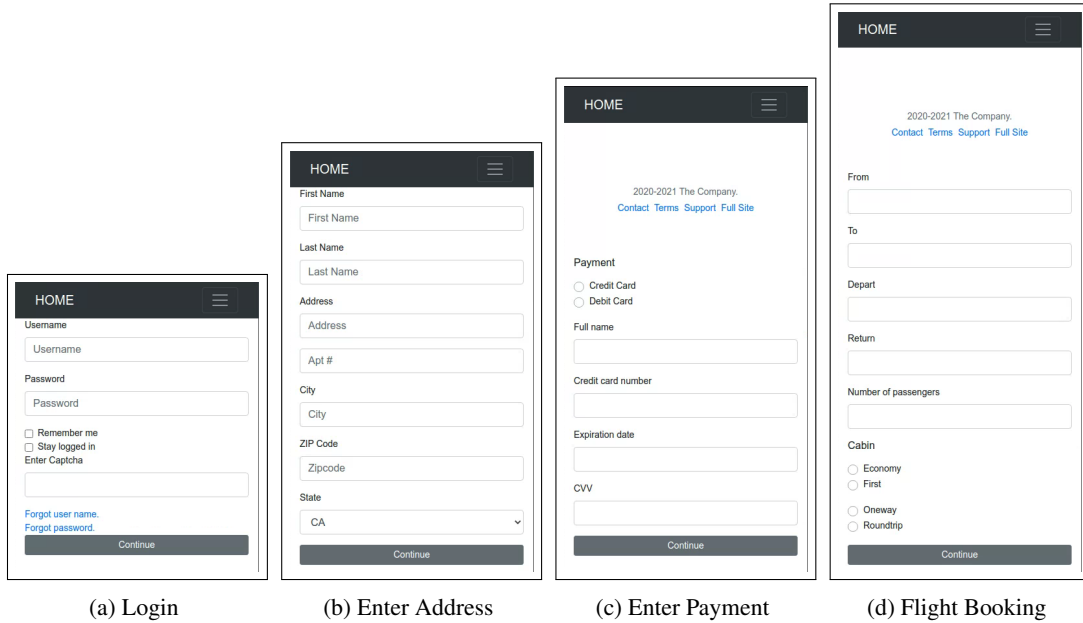 HOME
Username
Username
Password
Password
Remember me
Stay logged in
Enter Captcha
Forgot user name.
Forgot password.
Continue
(a) Login
HOME
First Name
First Name
Last Name
Last Name
Address
Address
Apt #
City
City
ZIP Code
Zipcode
State
CA
Continue
(b) Enter Address
HOME
2020-2021 The Company.
Contact Terms Support Full Site
Payment
Credit Card
Debit Card
Full name
Credit card number
Expiration date
CVV
Continue
(c) Enter Payment
HOME
2020-2021 The Company.
Contact Terms Support Full Site
From
To
Depart
Return
Number of passengers
Cabin
Economy
First
Oneway
Roundtrip
Continue
(d) Flight Booking